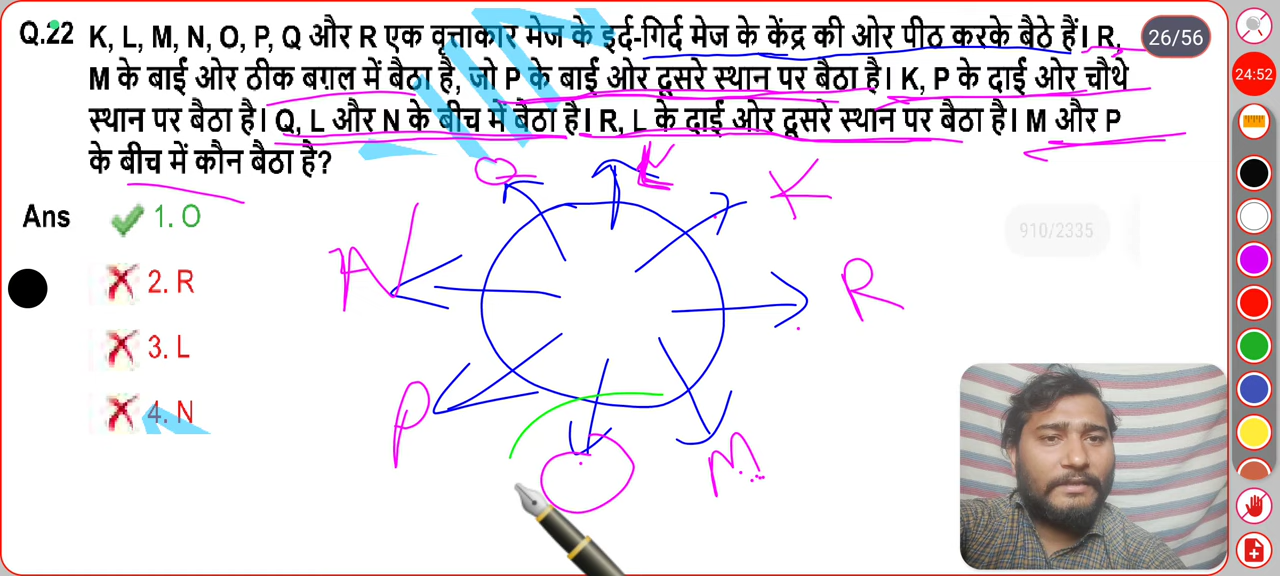 Q.22 K, L, M, N, O, P, Q और R एक वृत्ताकार मेज के इर्द-गिर्द मेज के केंद्र की ओर पीठ करके बैठे हैं। R,
26/56
24:52
M के बाईं ओर ठीक बग़ल में बैठा है, जो P के बाईं ओर दूसरे स्थान पर बैठा है। K, P के दाईं ओर चौथे
स्थान पर बैठा है। Q, L और N के बीच में बैठा है। R, L के दाईं ओर दूसरे स्थान पर बैठा है। M और P
के बीच में कौन बैठा है?
Q
L
K
Ans 1. O
910/2335
N
R
2. R
3. L
4. N
P
O
M